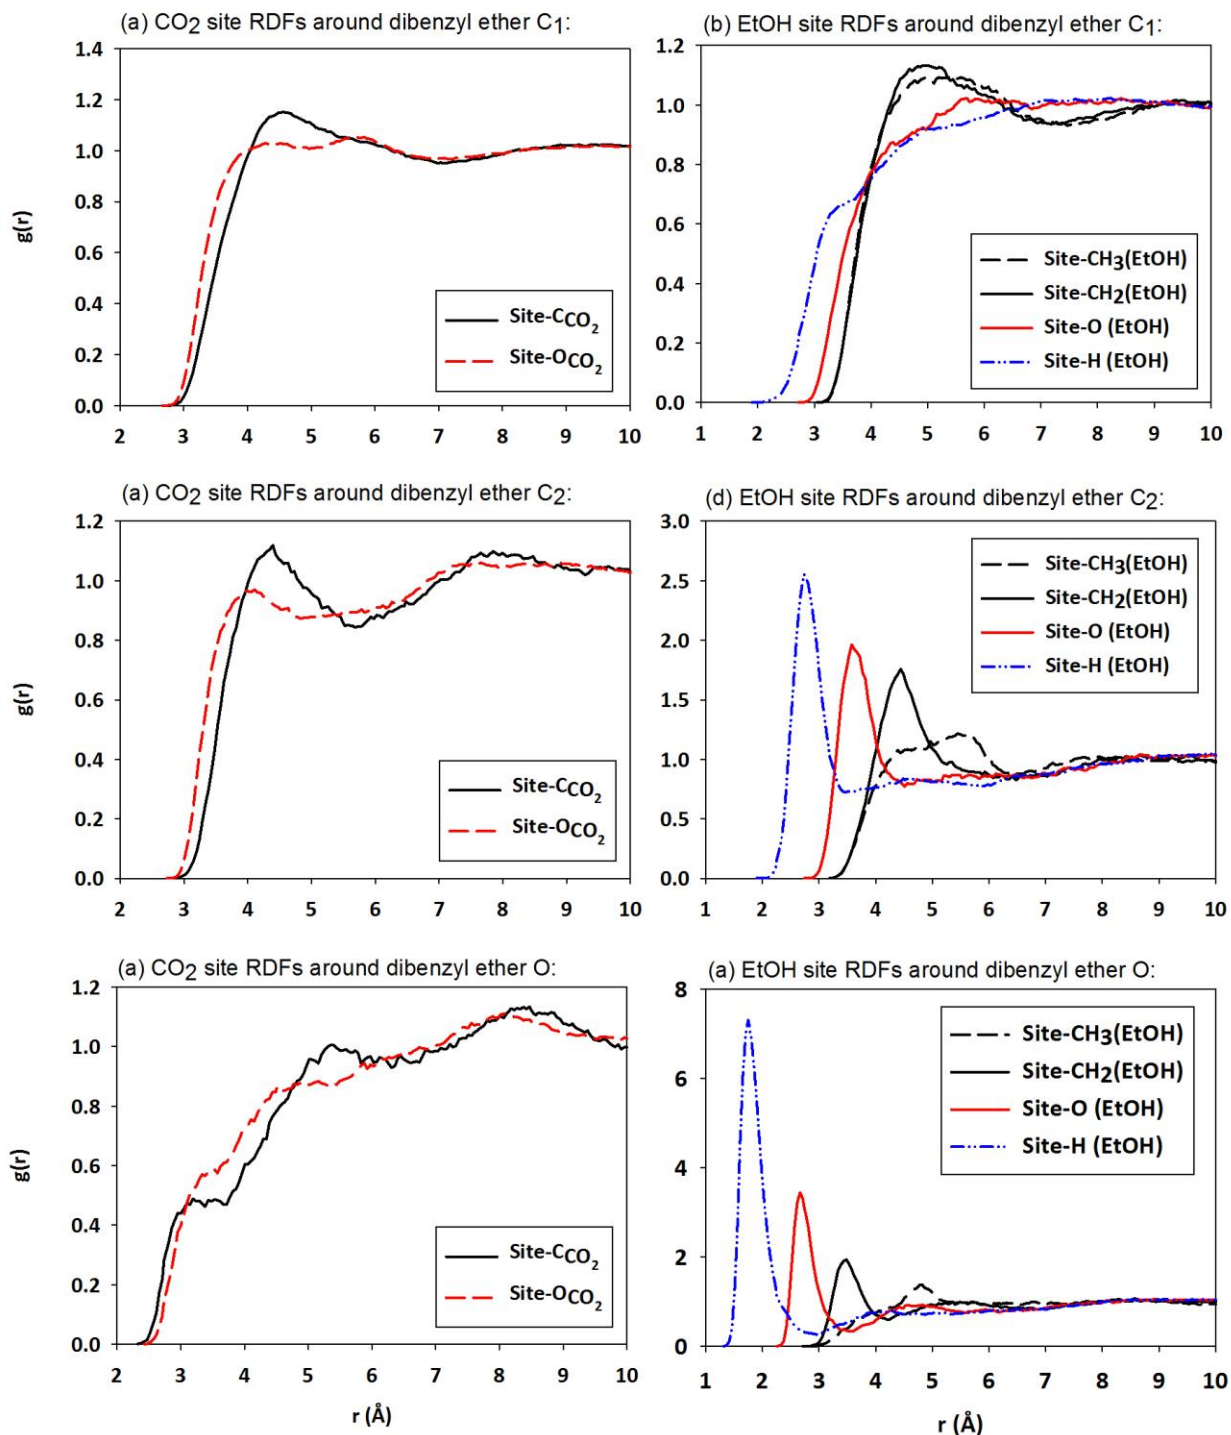 (a) CO2 site RDFs around dibenzyl ether C1:
1.4
1.2
1.0
0.8
0.6
0.4
0.2
0.0
g(r)
Site-CCO2
Site-OCO2
2 3 4 5 6 7 8 9 10
(b) EtOH site RDFs around dibenzyl ether C1:
1.2
1.0
0.8
0.6
0.4
0.2
0.0
Site-CH3(EtOH)
Site-CH2(EtOH)
Site-O (EtOH)
Site-H (EtOH)
1 2 3 4 5 6 7 8 9 10
(a) CO2 site RDFs around dibenzyl ether C2:
1.2
1.0
0.8
0.6
0.4
0.2
0.0
g(r)
Site-CCO2
Site-OCO2
2 3 4 5 6 7 8 9 10
(d) EtOH site RDFs around dibenzyl ether C2:
3.0
2.5
2.0
1.5
1.0
0.5
0.0
Site-CH3(EtOH)
Site-CH2(EtOH)
Site-O (EtOH)
Site-H (EtOH)
1 2 3 4 5 6 7 8 9 10
(a) CO2 site RDFs around dibenzyl ether O:
1.2
1.0
0.8
0.6
0.4
0.2
0.0
g(r)
Site-CCO2
Site-OCO2
2 3 4 5 6 7 8 9 10
r (Å)
(a) EtOH site RDFs around dibenzyl ether O:
8
6
4
2
0
Site-CH3(EtOH)
Site-CH2(EtOH)
Site-O (EtOH)
Site-H (EtOH)
1 2 3 4 5 6 7 8 9 10
r (Å)